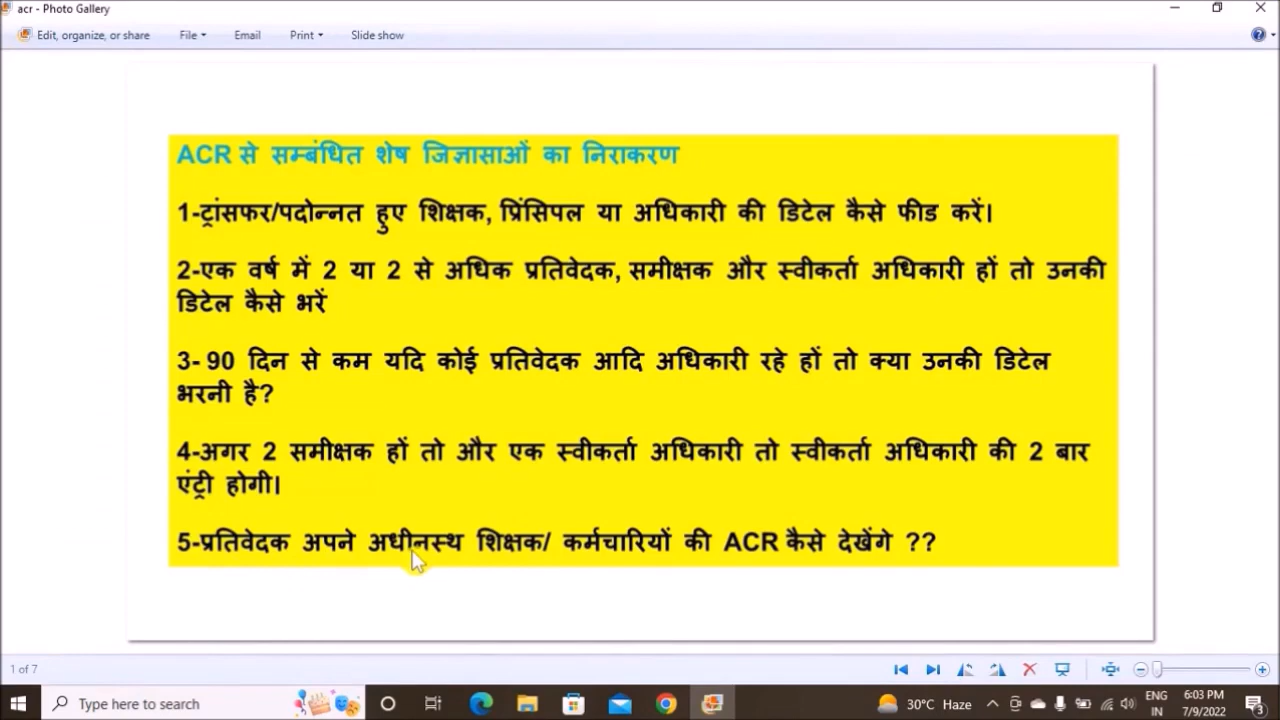 acr - Photo Gallery
Edit, organize, or share File Email Print Slide show
ACR से सम्बंधित शेष जिज्ञासाओं का निराकरण
1-ट्रांसफर/पदोन्नत हुए शिक्षक, प्रिंसिपल या अधिकारी की डिटेल कैसे फीड करें।
2-एक वर्ष में 2 या 2 से अधिक प्रतिवेदक, समीक्षक और स्वीकर्ता अधिकारी हों तो उनकी
डिटेल कैसे भरें
3- 90 दिन से कम यदि कोई प्रतिवेदक आदि अधिकारी रहे हों तो क्या उनकी डिटेल
भरनी है?
4-अगर 2 समीक्षक हों तो और एक स्वीकर्ता अधिकारी तो स्वीकर्ता अधिकारी की 2 बार
एंट्री होगी।
5-प्रतिवेदक अपने अधीनस्थ शिक्षक/ कर्मचारियों की ACR कैसे देखेंगे ??
1 of 7
Type here to search
30°C Haze
ENG
IN
6:03 PM
7/9/2022
3